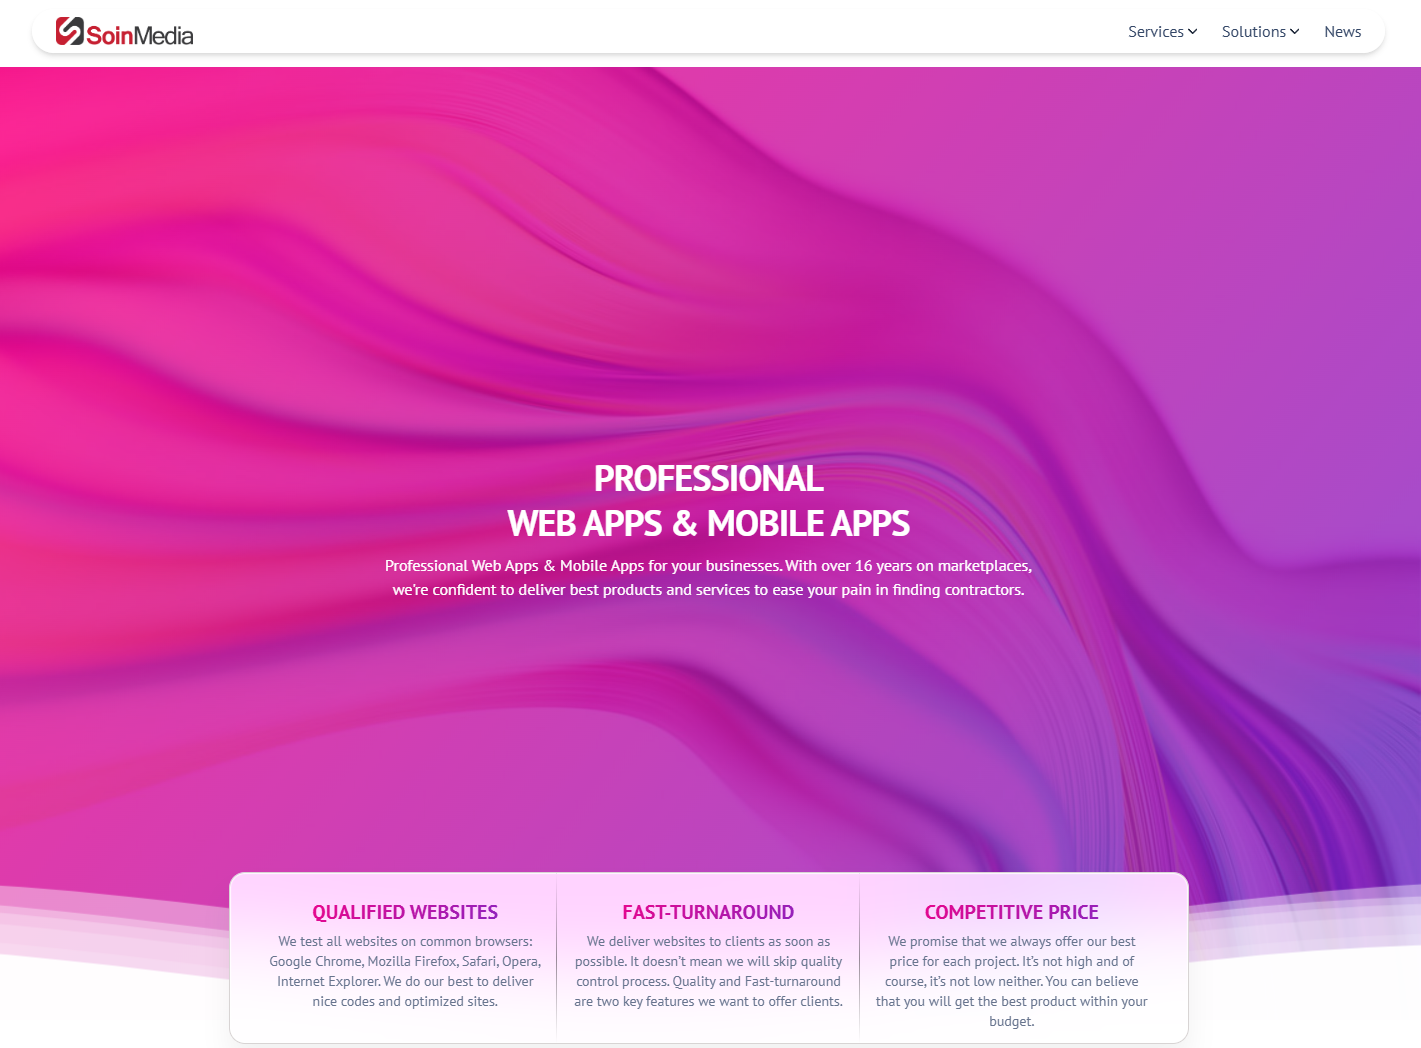 SoinMedia
Services
Solutions
News
PROFESSIONAL
WEB APPS & MOBILE APPS
Professional Web Apps & Mobile Apps for your businesses. With over 16 years on marketplaces,
we're confident to deliver best products and services to ease your pain in finding contractors.
QUALIFIED WEBSITES
We test all websites on common browsers:
Google Chrome, Mozilla Firefox, Safari, Opera,
Internet Explorer. We do our best to deliver
nice codes and optimized sites.
FAST-TURNAROUND
We deliver websites to clients as soon as
possible. It doesn’t mean we will skip quality
control process. Quality and Fast-turnaround
are two key features we want to offer clients.
COMPETITIVE PRICE
We promise that we always offer our best
price for each project. It’s not high and of
course, it’s not low neither. You can believe
that you will get the best product within your
budget.